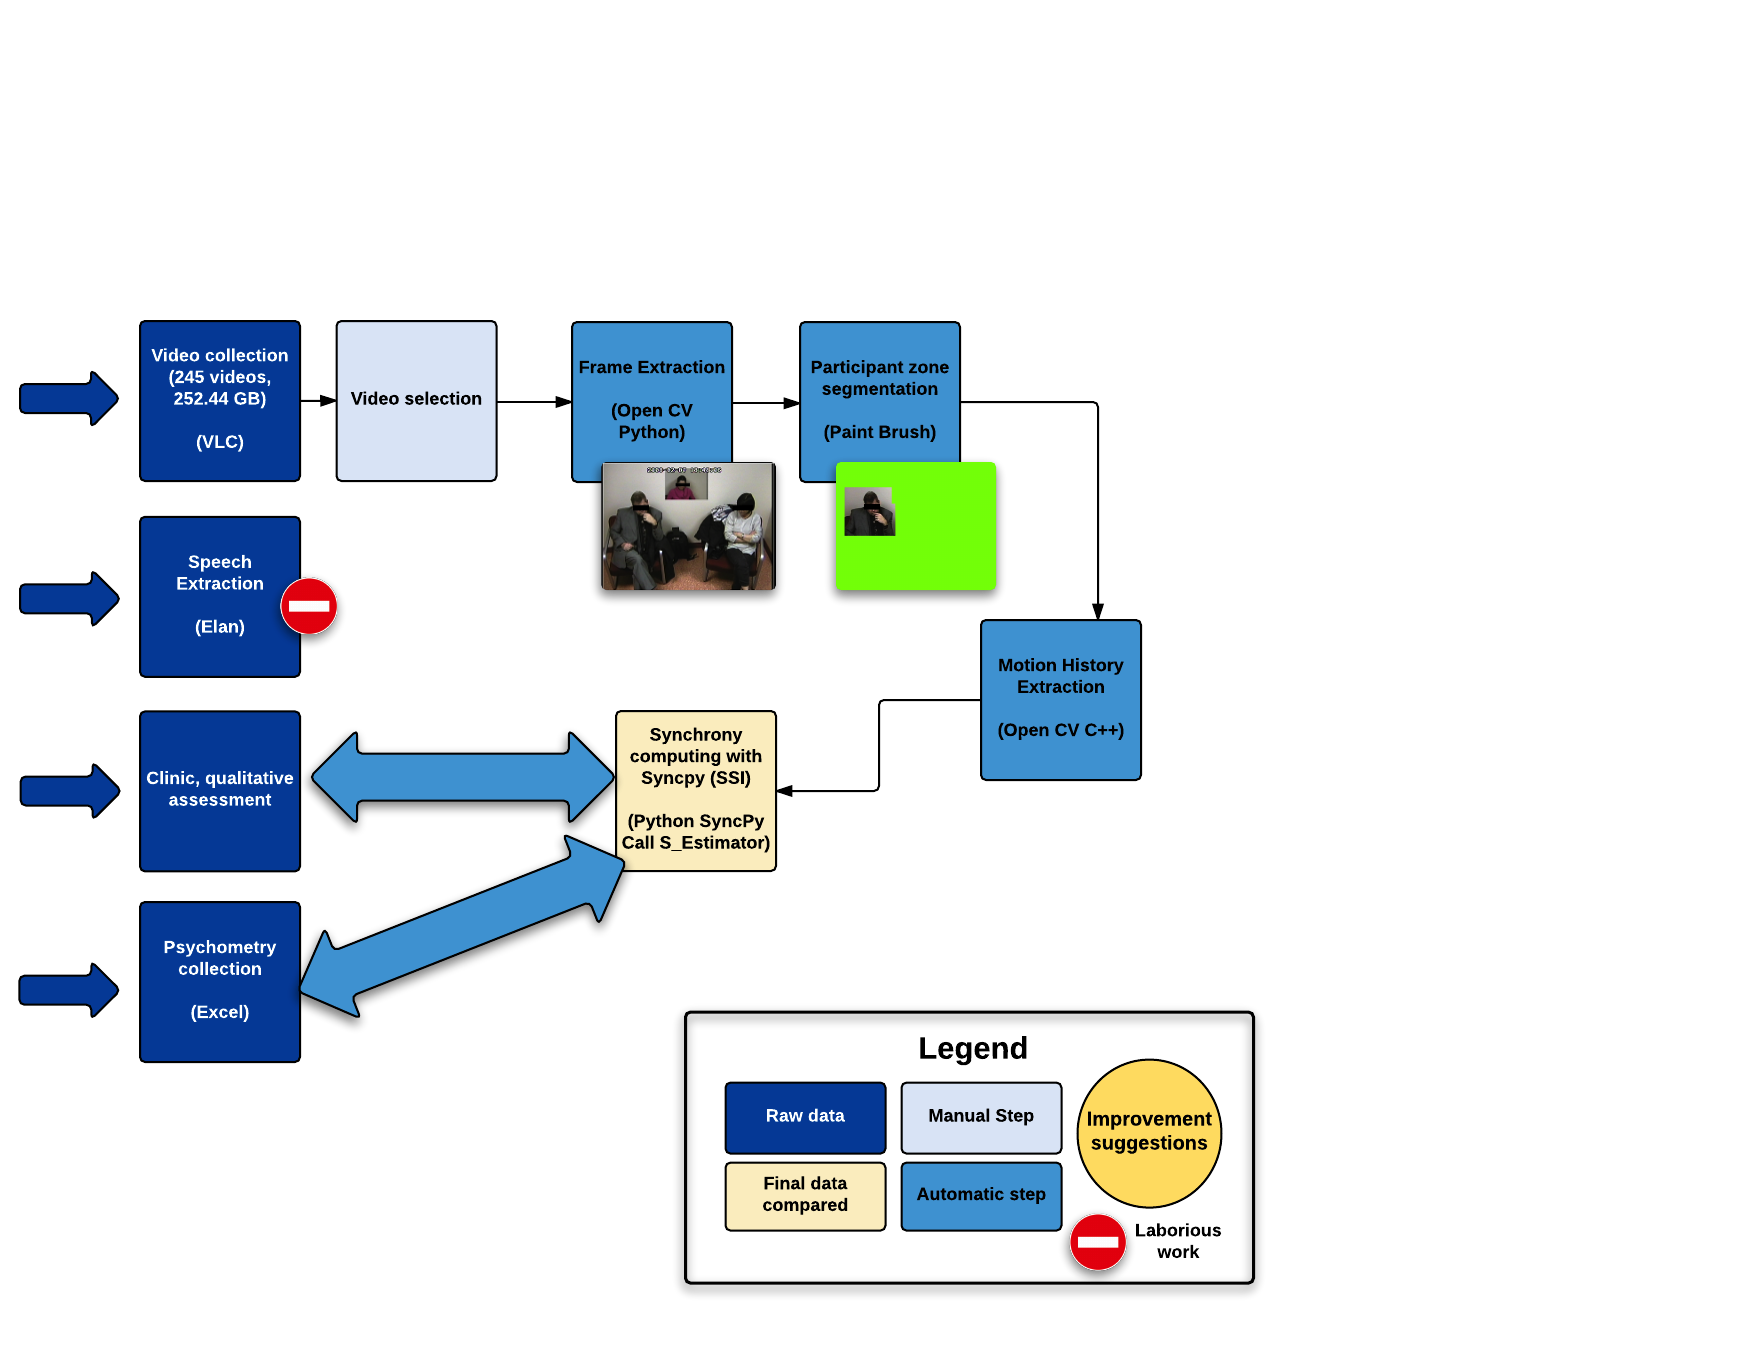 Video collection
(245 videos,
252.44 GB)
(VLC)
Video selection
Frame Extraction
(Open CV
Python)
Participant zone
segmentation
(Paint Brush)
Speech
Extraction
(Elan)
Motion History
Extraction
(Open CV C++)
Clinic, qualitative
assessment
Synchrony
computing with
Syncpy (SSI)
(Python SyncPy
Call S_Estimator)
Psychometry
collection
(Excel)
Legend
Raw data
Manual Step
Improvement
suggestions
Final data
compared
Automatic step
Laborious
work